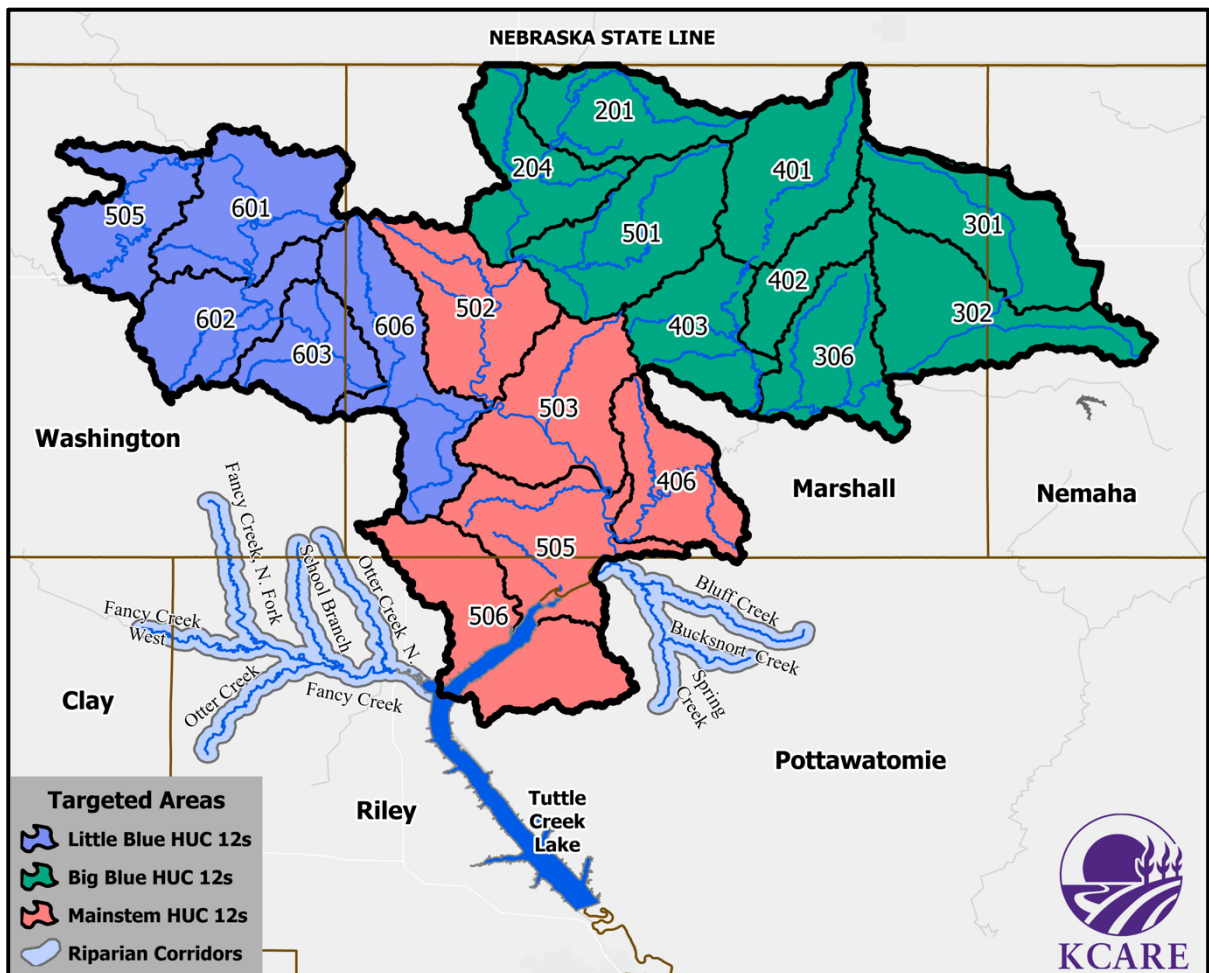 NEBRASKA STATE LINE
201
204
401
505
601
301
501
402
502
302
602
606
403
603
306
503
Washington
406
Marshall
Nemaha
Fancy Creek, N. Fork
School Branch
Otter Creek N.
505
Bluff Creek
Fancy Creek
West
506
Bucksnort Creek
Spring
Creek
Clay
Otter Creek
Fancy Creek
Pottawatomie
Riley
Tuttle
Creek
Lake
Targeted Areas
Little Blue HUC 12s
Big Blue HUC 12s
Mainstem HUC 12s
Riparian Corridors
KCARE